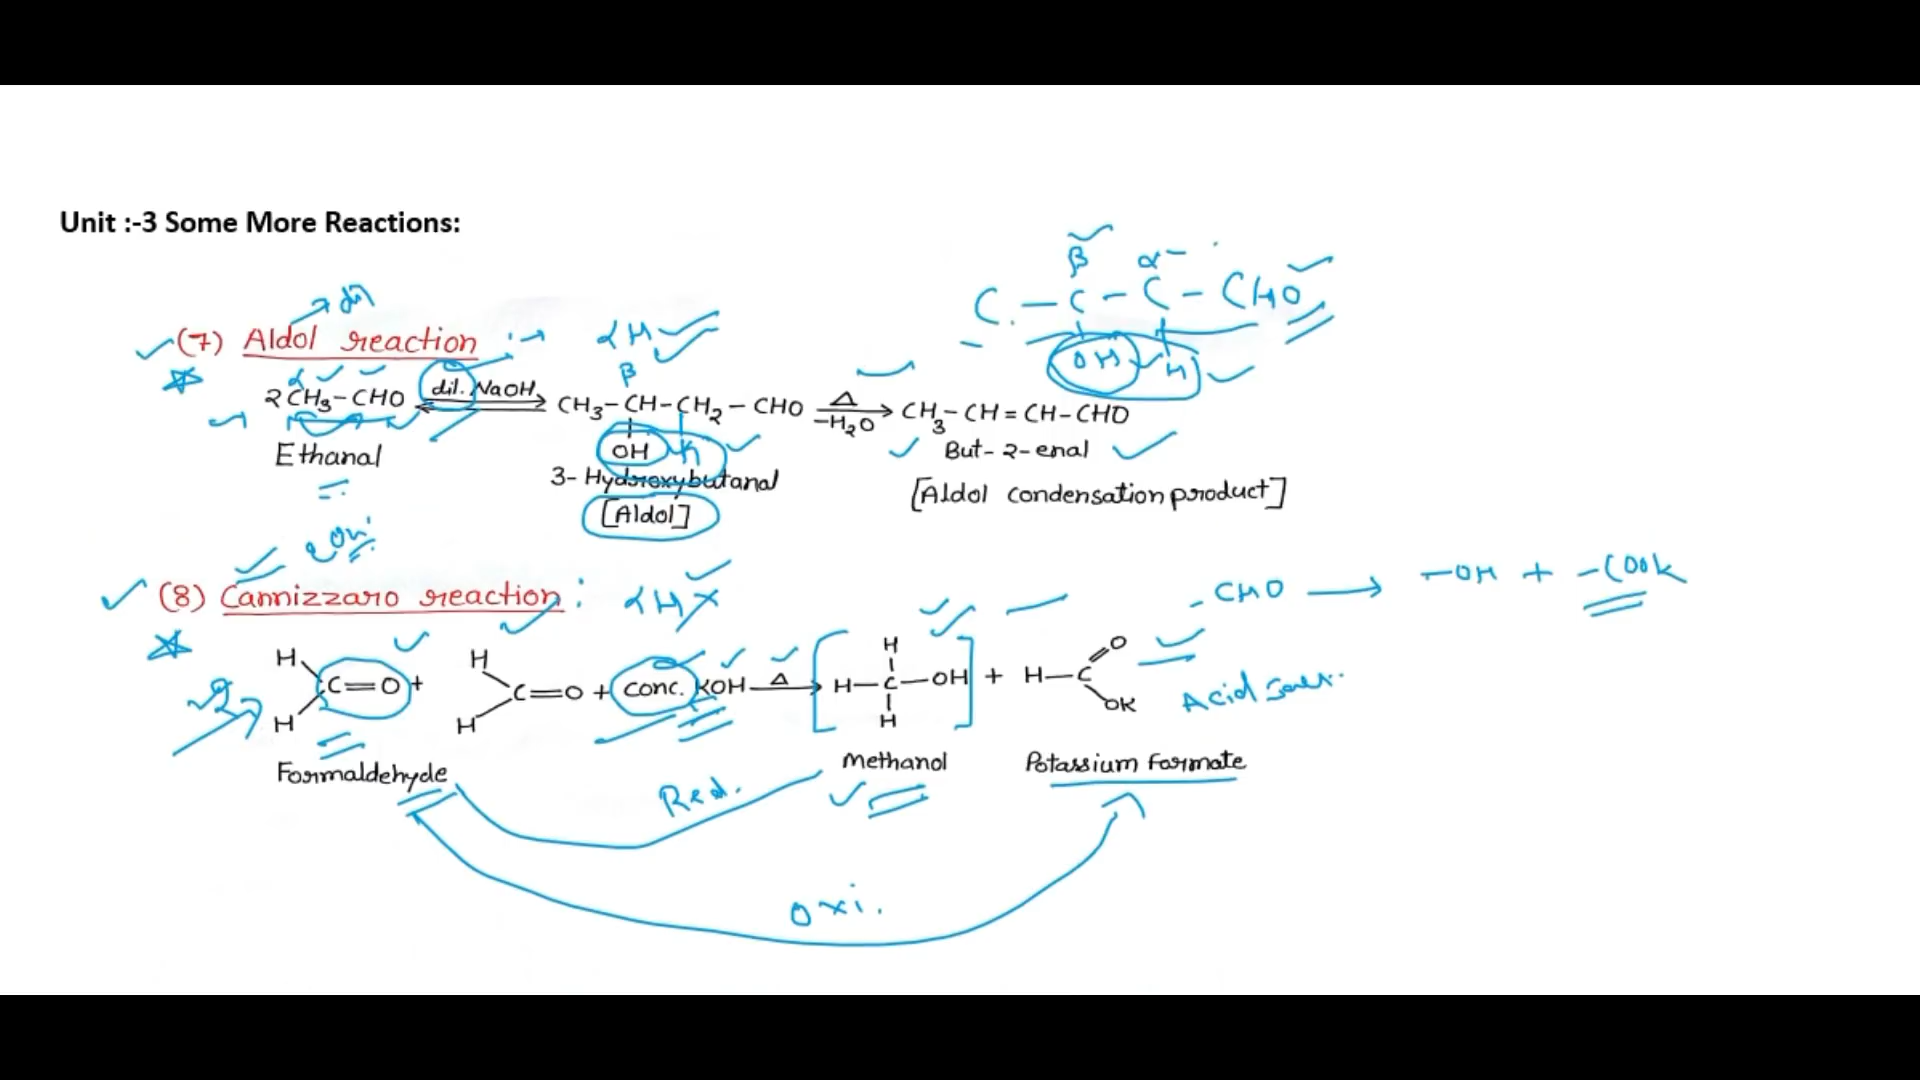 Unit :-3 Some More Reactions:
β α
C - C - C - CHO
OH H
(7) Aldol reaction
αH
α β
2CH3-CHO dil. NaOH CH3-CH-CH2-CHO Δ -H2O CH3-CH=CH-CHO
OH H
Ethanal
3-Hydroxybutanal
[Aldol]
But-2-enal
[Aldol condensation product]
(8) Cannizzaro reaction : αH x
-CHO → -OH + -COOK
H H H O
C=O + C=O + conc. KOH Δ [H-C-OH] + H-C
H H H OK
Acid
Formaldehyde
Methanol
Potassium Formate
Red.
oxi.